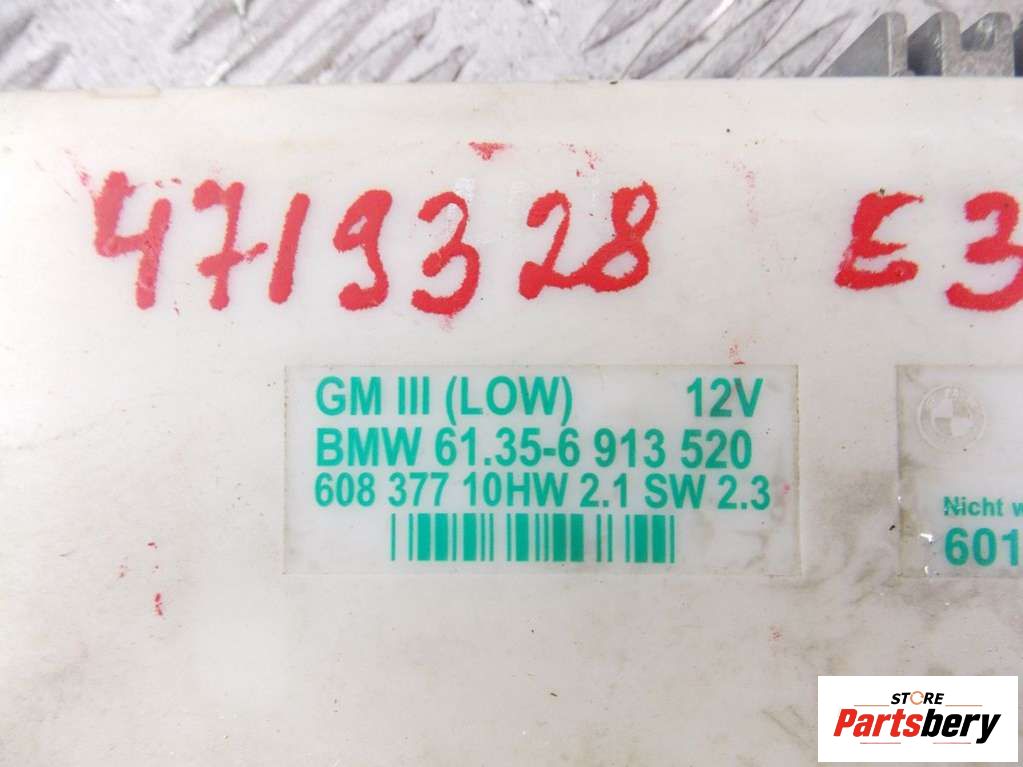 4719328 E3
GM III (LOW) 12V
BMW 61.35-6 913 520
608 377 10HW 2.1 SW 2.3
Nicht w
601
STORE
Partsbery